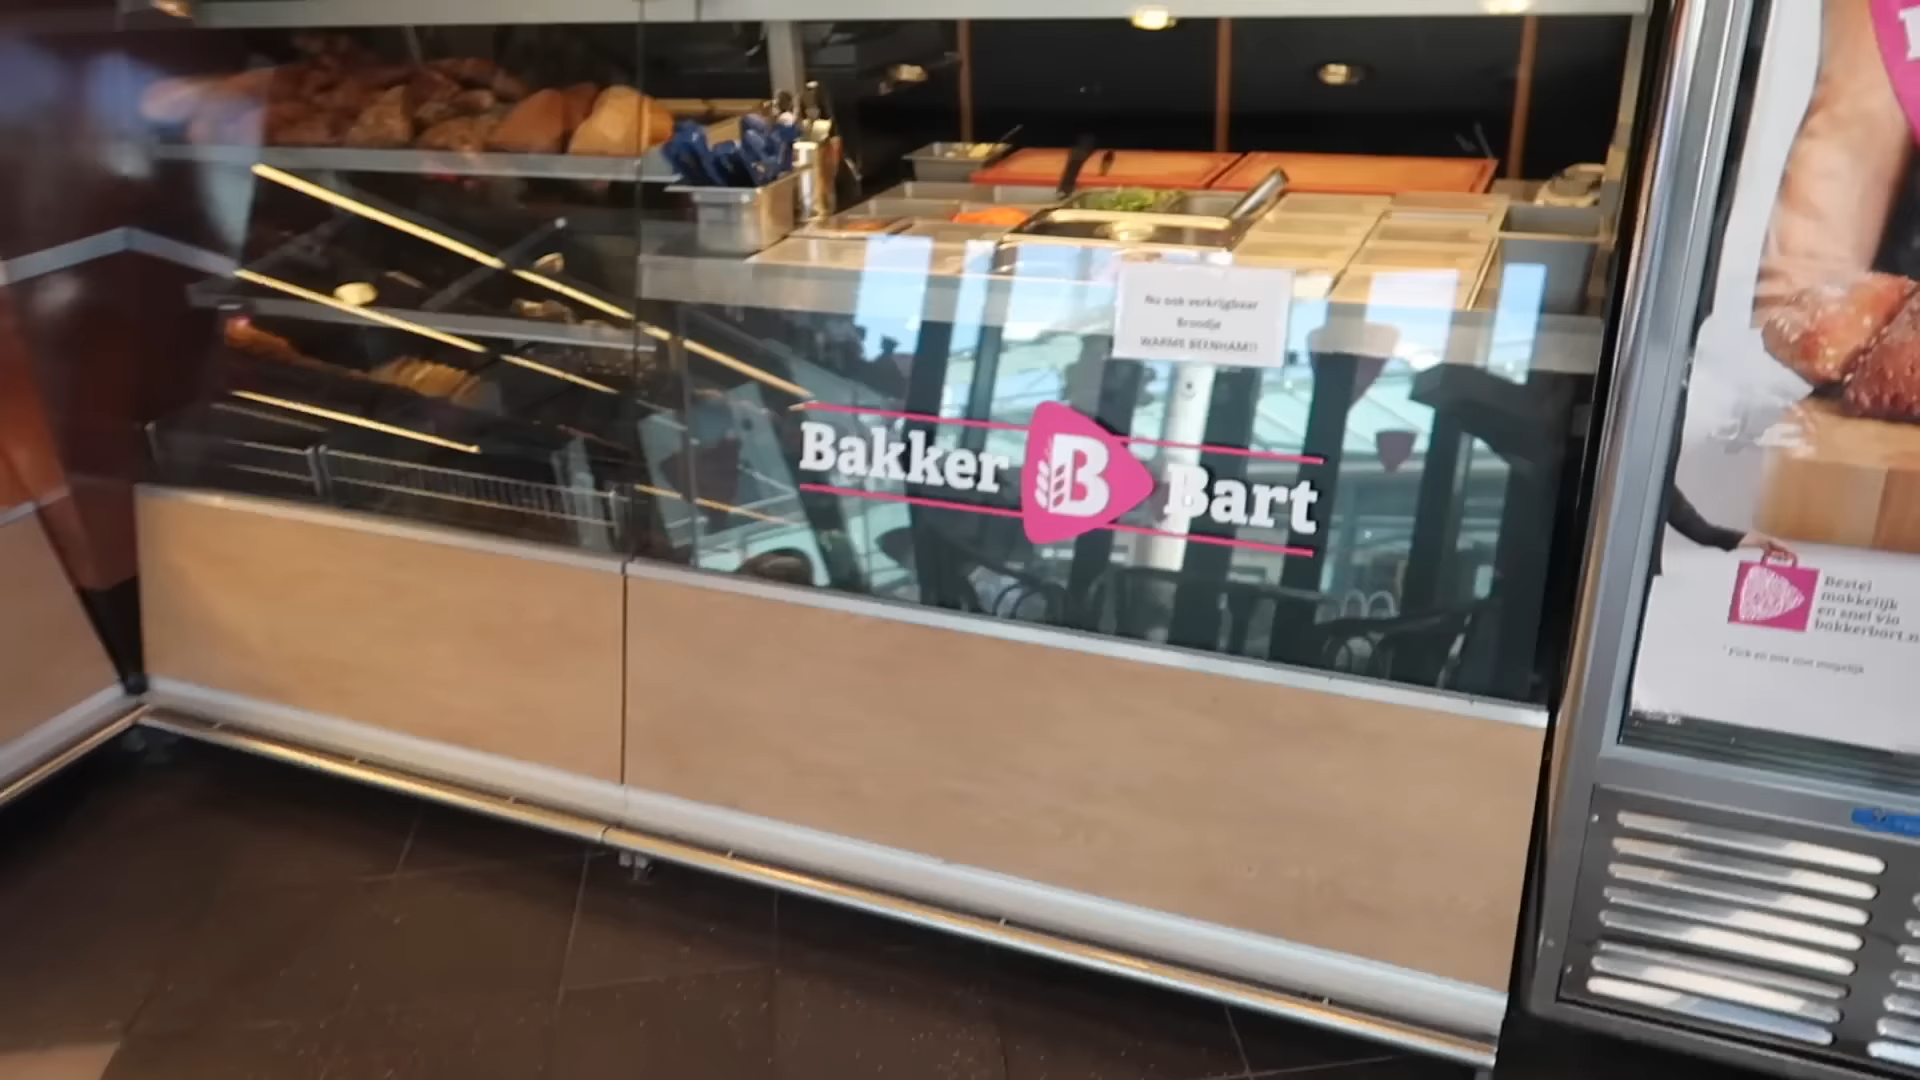 Nu ook verkrijgbaar
Broodje
WARME BEENHAM!!
Bakker B Bart
Bestel
makkelijk
en snel via
bakkerbart.n